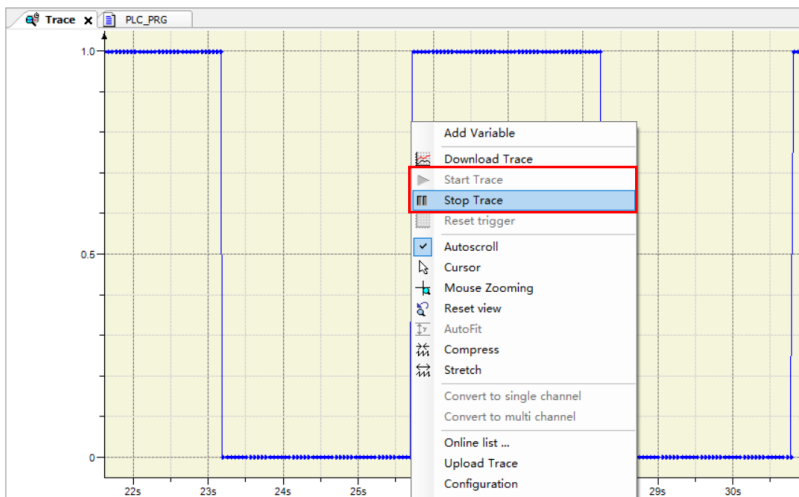 Trace PLC_PRG
1.0
Add Variable
Download Trace
Start Trace
Stop Trace
Reset trigger
0.5
Autoscroll
Cursor
Mouse Zooming
Reset view
AutoFit
Compress
Stretch
Convert to single channel
Convert to multi channel
Online list ...
0
Upload Trace
Configuration
22s 23s 24s 25s 29s 30s